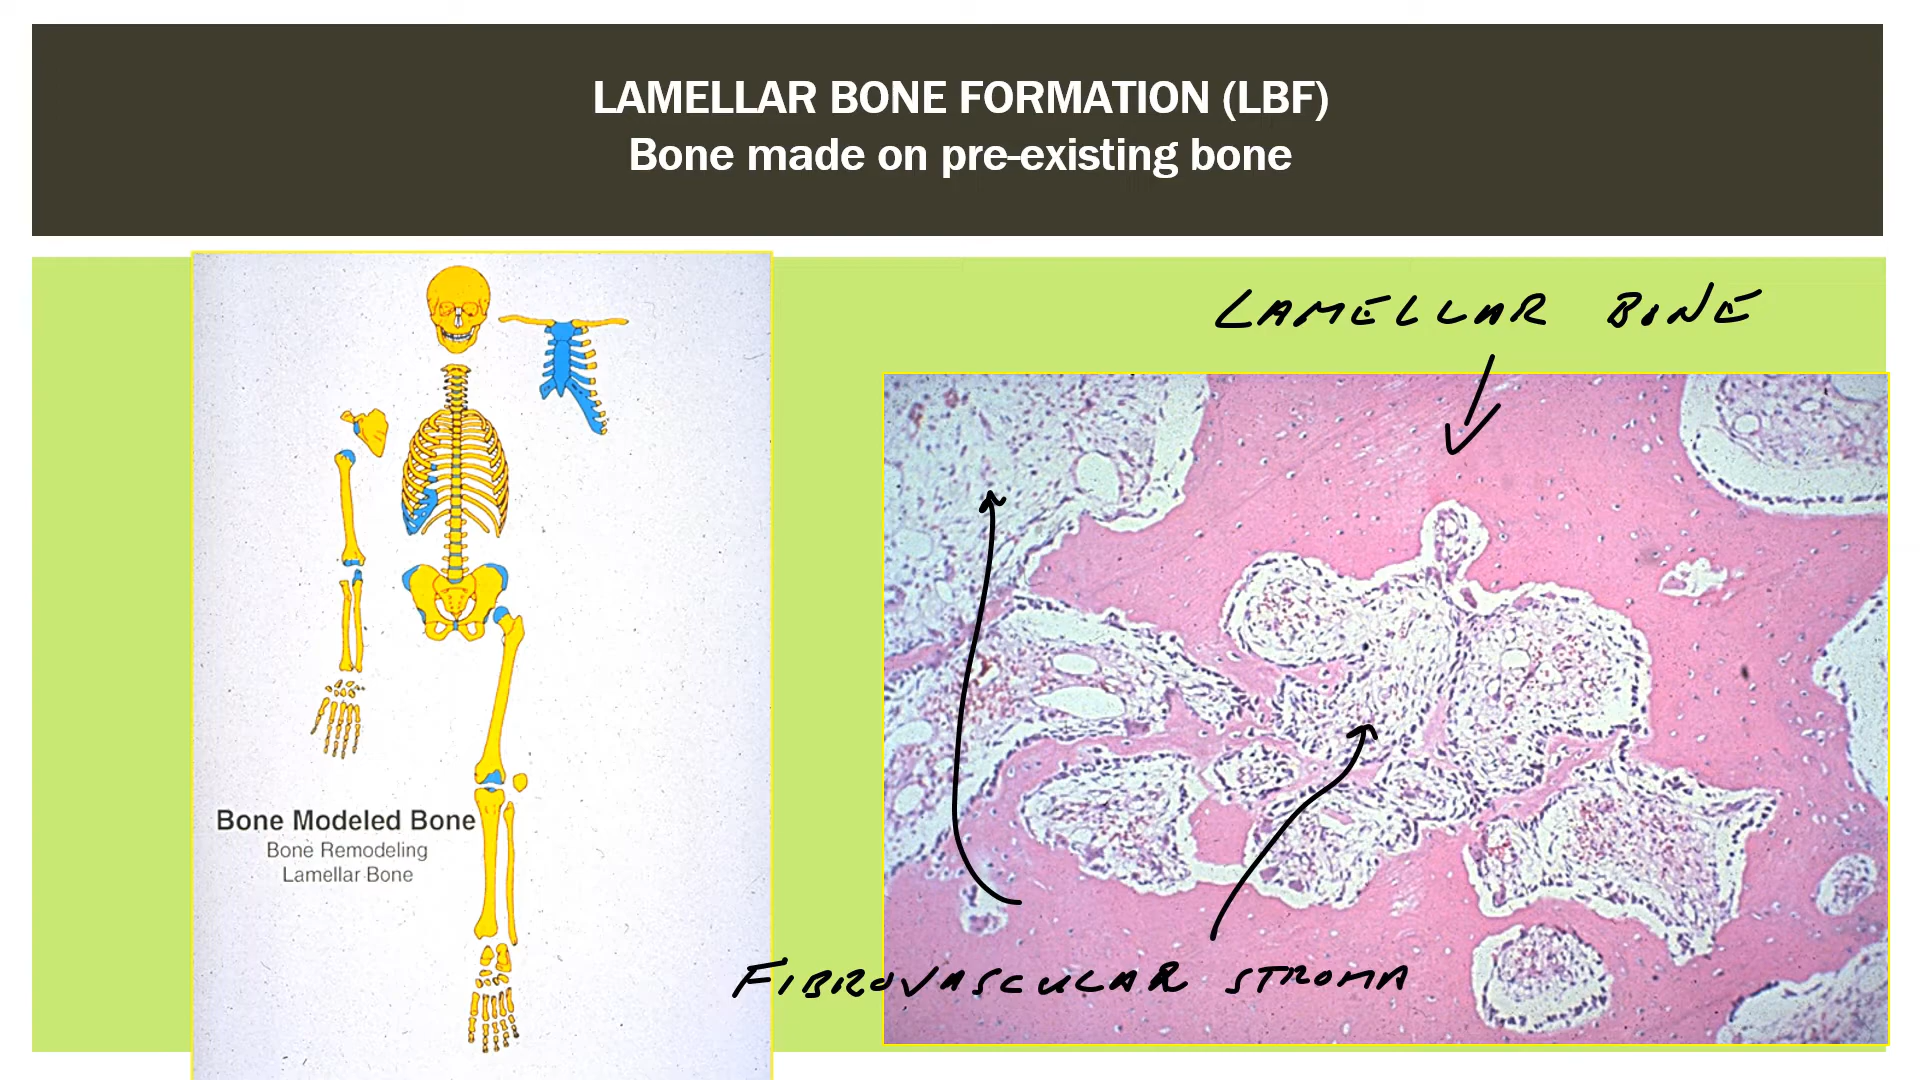 LAMELLAR BONE FORMATION (LBF)
Bone made on pre-existing bone
LAMELLAR BONE
Bone Modeled Bone
Bone Remodeling
Lamellar Bone
FIBROVASCULAR STROMA